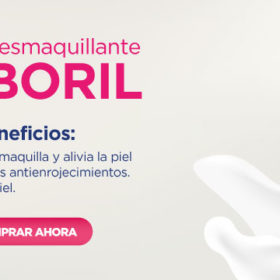 esmaquillante
BORIL
neficios:
maquilla y alivia la piel
s antienrojecimientos.
iel.
MPRAR AHORA